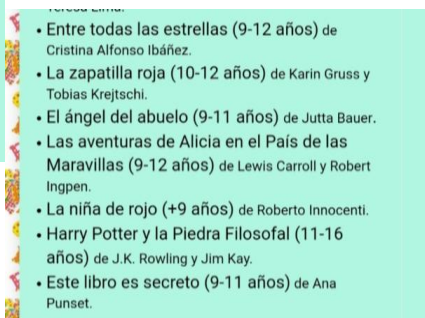 • Entre todas las estrellas (9-12 años) de
Cristina Alfonso Ibáñez.
• La zapatilla roja (10-12 años) de Karin Gruss y
Tobias Krejtschi.
• El ángel del abuelo (9-11 años) de Jutta Bauer.
• Las aventuras de Alicia en el País de las
Maravillas (9-12 años) de Lewis Carroll y Robert
Ingpen.
• La niña de rojo (+9 años) de Roberto Innocenti.
• Harry Potter y la Piedra Filosofal (11-16
años) de J.K. Rowling y Jim Kay.
• Este libro es secreto (9-11 años) de Ana
Punset.